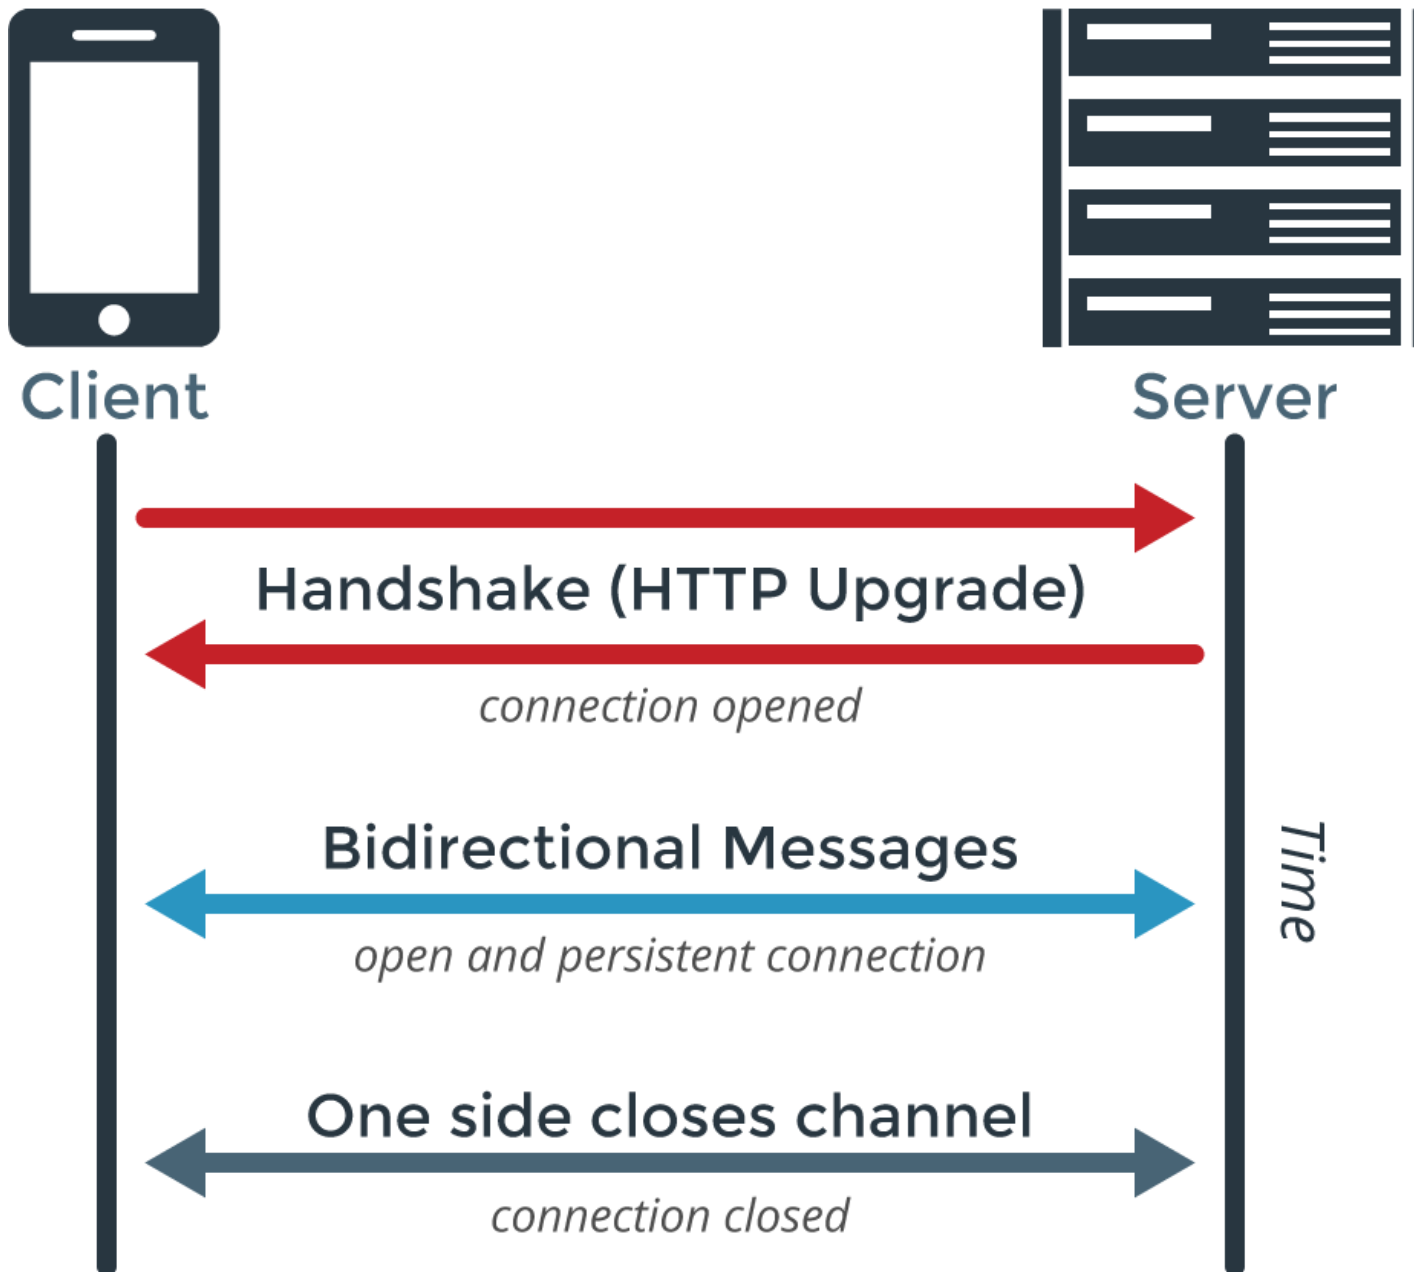 Client
Server
Handshake (HTTP Upgrade)
connection opened
Bidirectional Messages
open and persistent connection
Time
One side closes channel
connection closed